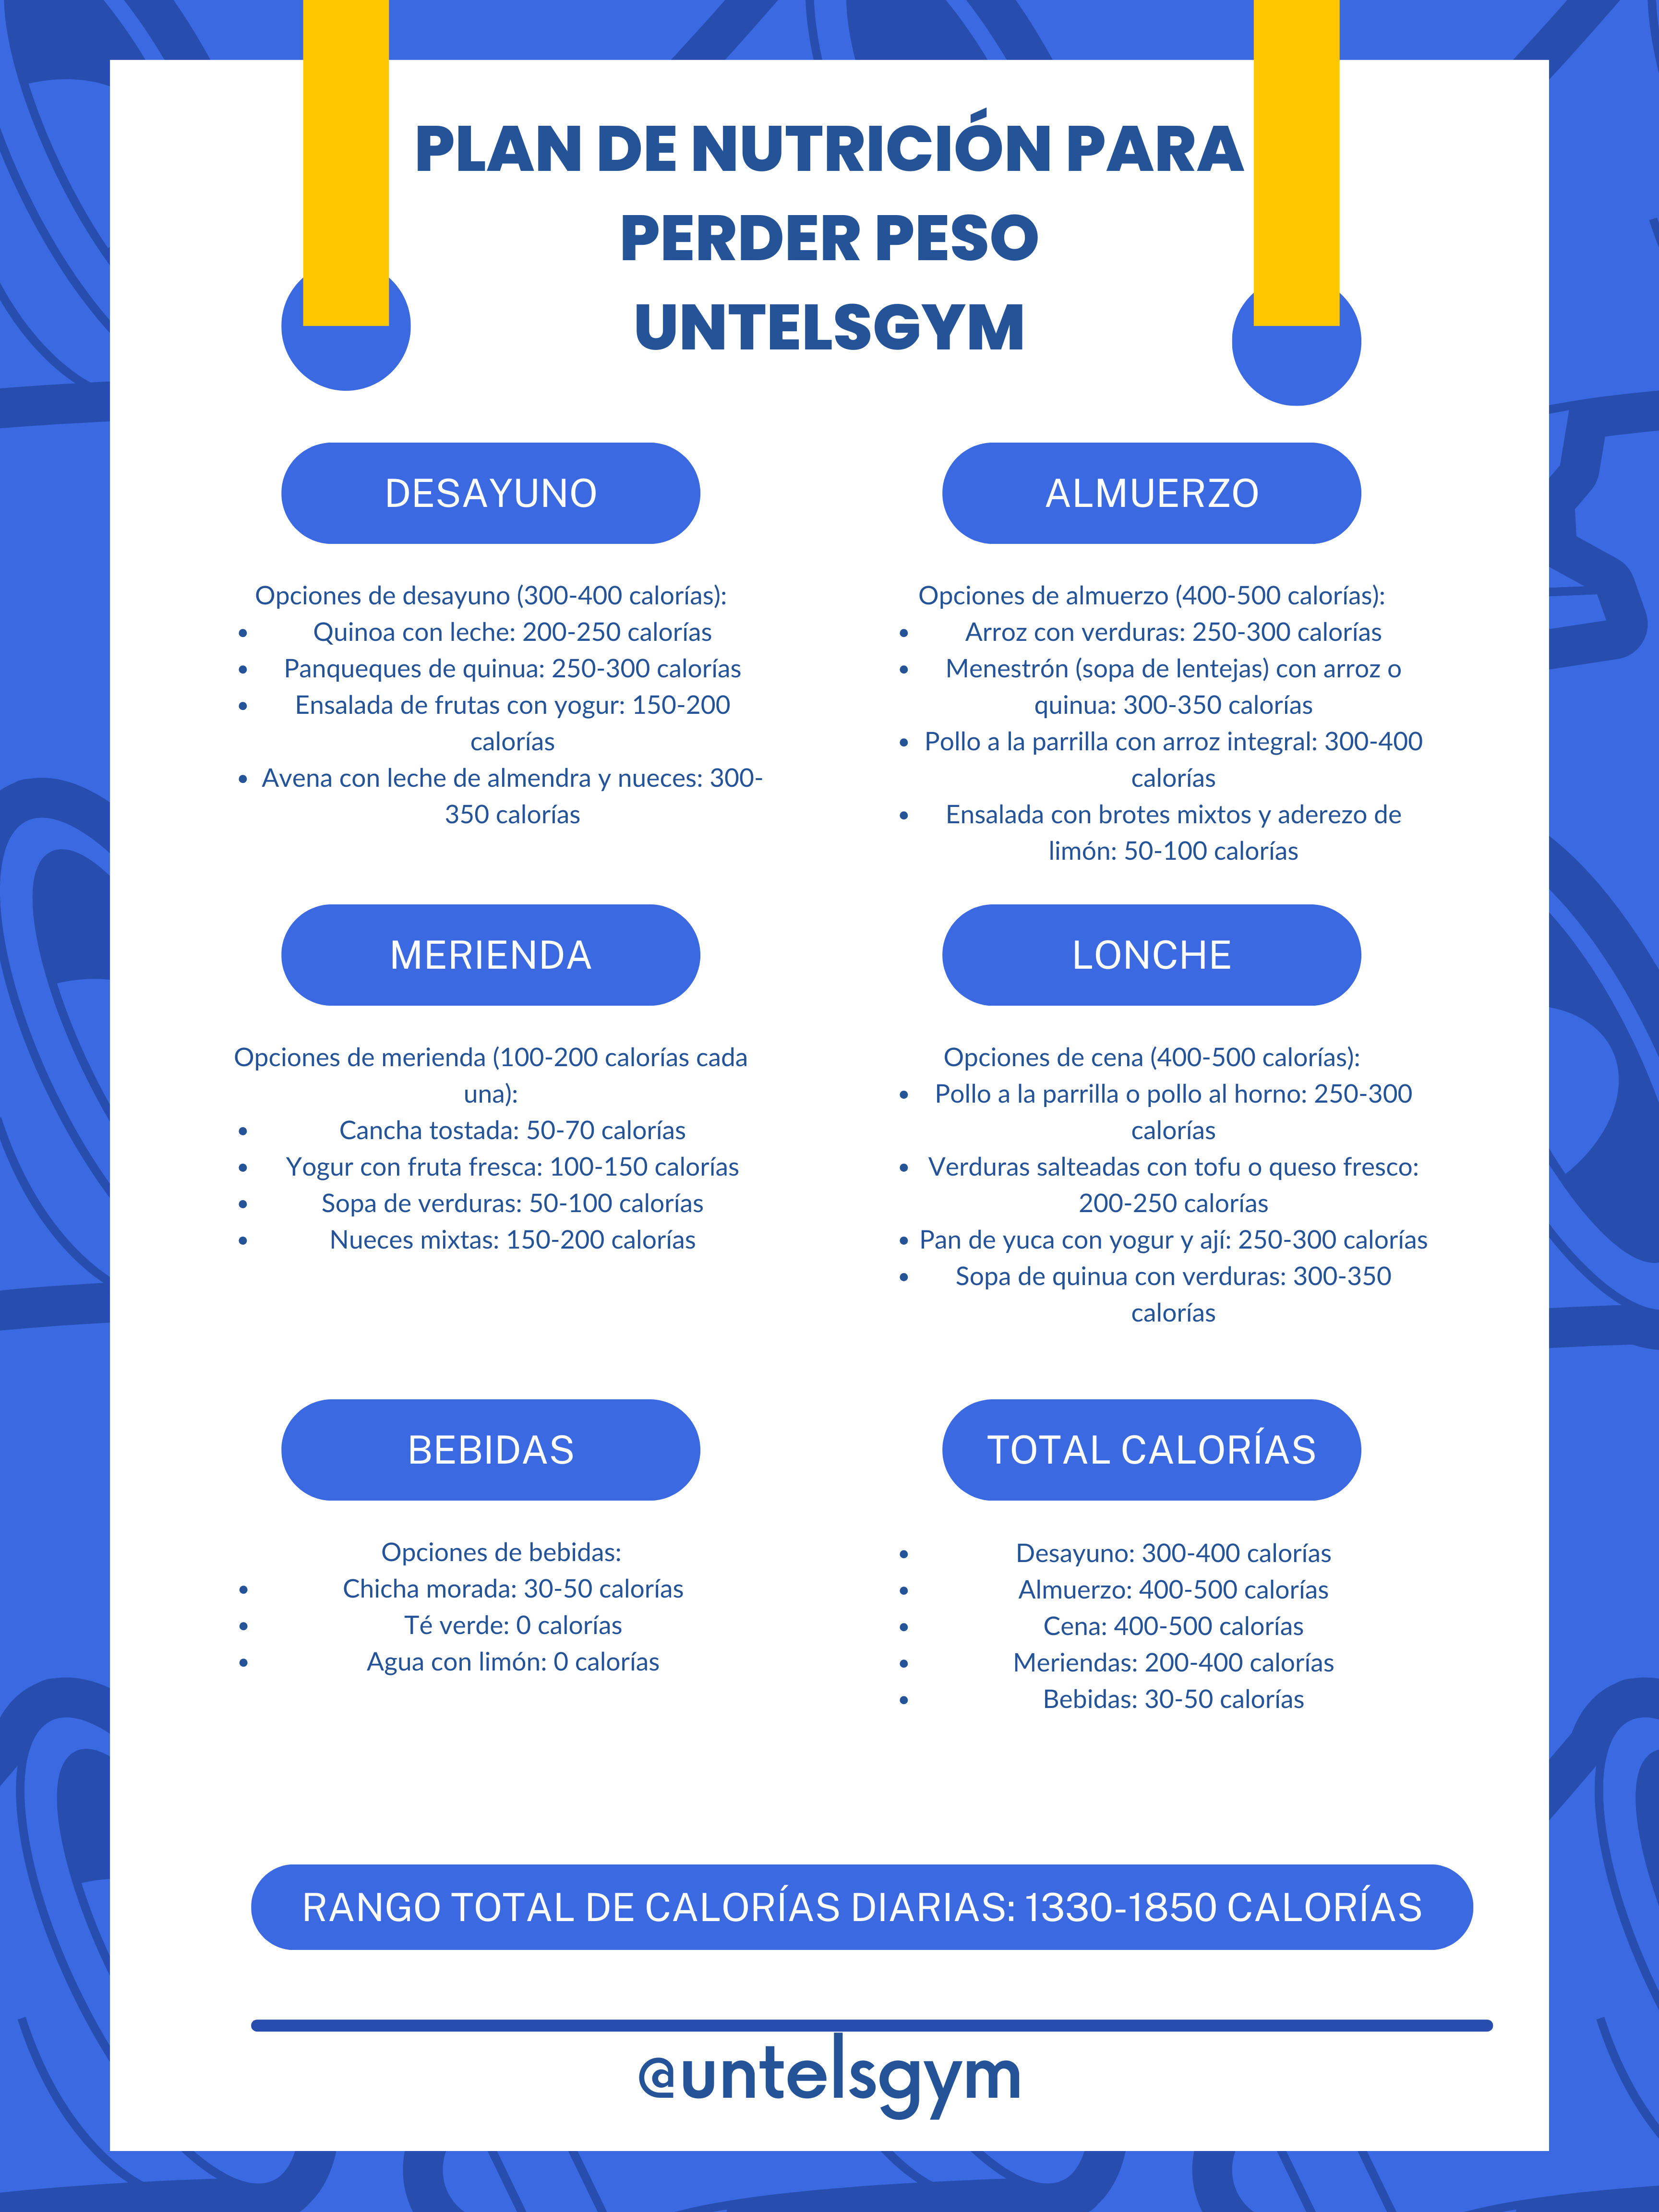 PLAN DE NUTRICIÓN PARA
PERDER PESO
UNTELSGYM
DESAYUNO
Opciones de desayuno (300-400 calorías):
• Quinoa con leche: 200-250 calorías
• Panqueques de quinua: 250-300 calorías
• Ensalada de frutas con yogur: 150-200
calorías
• Avena con leche de almendra y nueces: 300-
350 calorías
ALMUERZO
Opciones de almuerzo (400-500 calorías):
• Arroz con verduras: 250-300 calorías
• Menestrón (sopa de lentejas) con arroz o
quinua: 300-350 calorías
• Pollo a la parrilla con arroz integral: 300-400
calorías
• Ensalada con brotes mixtos y aderezo de
limón: 50-100 calorías
MERIENDA
Opciones de merienda (100-200 calorías cada
una):
• Cancha tostada: 50-70 calorías
• Yogur con fruta fresca: 100-150 calorías
• Sopa de verduras: 50-100 calorías
• Nueces mixtas: 150-200 calorías
LONCHE
Opciones de cena (400-500 calorías):
• Pollo a la parrilla o pollo al horno: 250-300
calorías
• Verduras salteadas con tofu o queso fresco:
200-250 calorías
• Pan de yuca con yogur y ají: 250-300 calorías
• Sopa de quinua con verduras: 300-350
calorías
BEBIDAS
Opciones de bebidas:
• Chicha morada: 30-50 calorías
• Té verde: 0 calorías
• Agua con limón: 0 calorías
TOTAL CALORÍAS
• Desayuno: 300-400 calorías
• Almuerzo: 400-500 calorías
• Cena: 400-500 calorías
• Meriendas: 200-400 calorías
• Bebidas: 30-50 calorías
RANGO TOTAL DE CALORÍAS DIARIAS: 1330-1850 CALORÍAS
@untelsgym